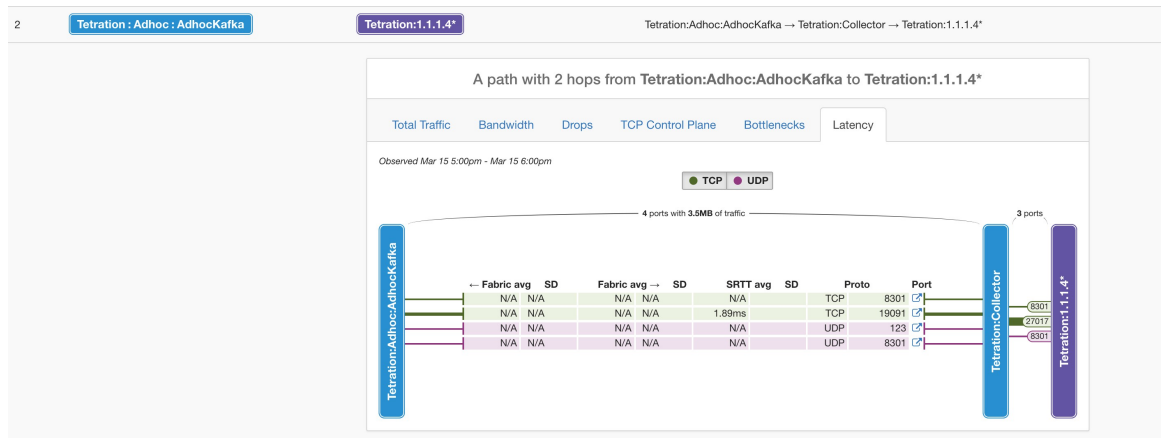 2 Tetration : Adhoc : AdhocKafka Tetration:1.1.1.4* Tetration:Adhoc:AdhocKafka → Tetration:Collector → Tetration:1.1.1.4*
A path with 2 hops from Tetration:Adhoc:AdhocKafka to Tetration:1.1.1.4*
Total Traffic Bandwidth Drops TCP Control Plane Bottlenecks Latency
Observed Mar 15 5:00pm - Mar 15 6:00pm
TCP UDP
4 ports with 3.5MB of traffic 3 ports
Tetration:Adhoc:AdhocKafka
← Fabric avg SD Fabric avg → SD SRTT avg SD Proto Port
N/A N/A N/A N/A N/A TCP 8301
N/A N/A N/A N/A 1.89ms TCP 19091
N/A N/A N/A N/A N/A UDP 123
N/A N/A N/A N/A N/A UDP 8301
Tetration:Collector
8301
27017
8301
Tetration:1.1.1.4*